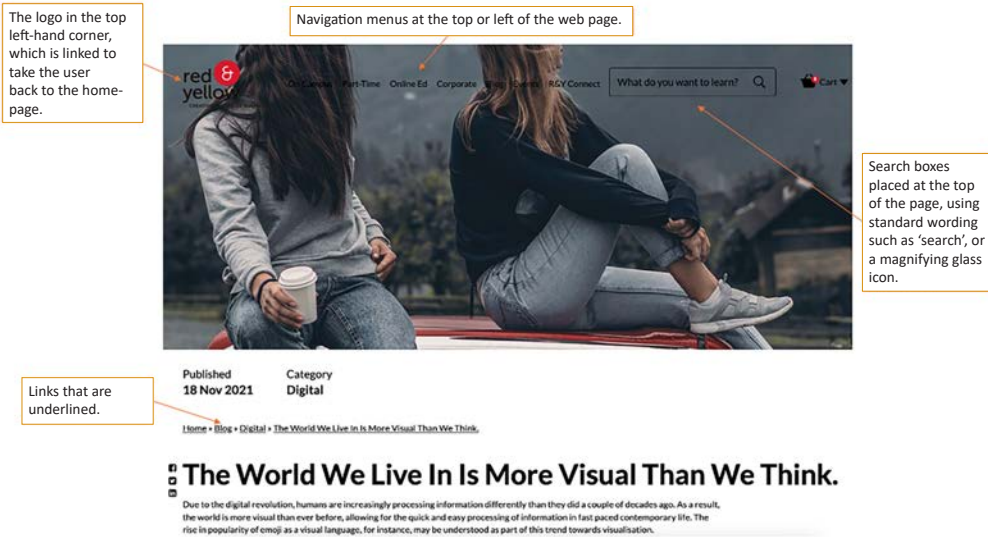 The logo in the top
left-hand corner,
which is linked to
take the user
back to the home-
page.
Navigation menus at the top or left of the web page.
red &
yellow
On Campus Part-Time Online Ed Corporate Blog Events R&Y Connect
What do you want to learn?
Cart
Search boxes
placed at the top
of the page, using
standard wording
such as ‘search’, or
a magnifying glass
icon.
Published Category
18 Nov 2021 Digital
Links that are
underlined.
Home » Blog » Digital » The World We Live In Is More Visual Than We Think.
The World We Live In Is More Visual Than We Think.
Due to the digital revolution, humans are increasingly processing information differently than they did a couple of decades ago. As a result,
the world is more visual than ever before, allowing for the quick and easy processing of information in fast paced contemporary life. The
rise in popularity of emoji as a visual language, for instance, may be understood as part of this trend towards visualisation.